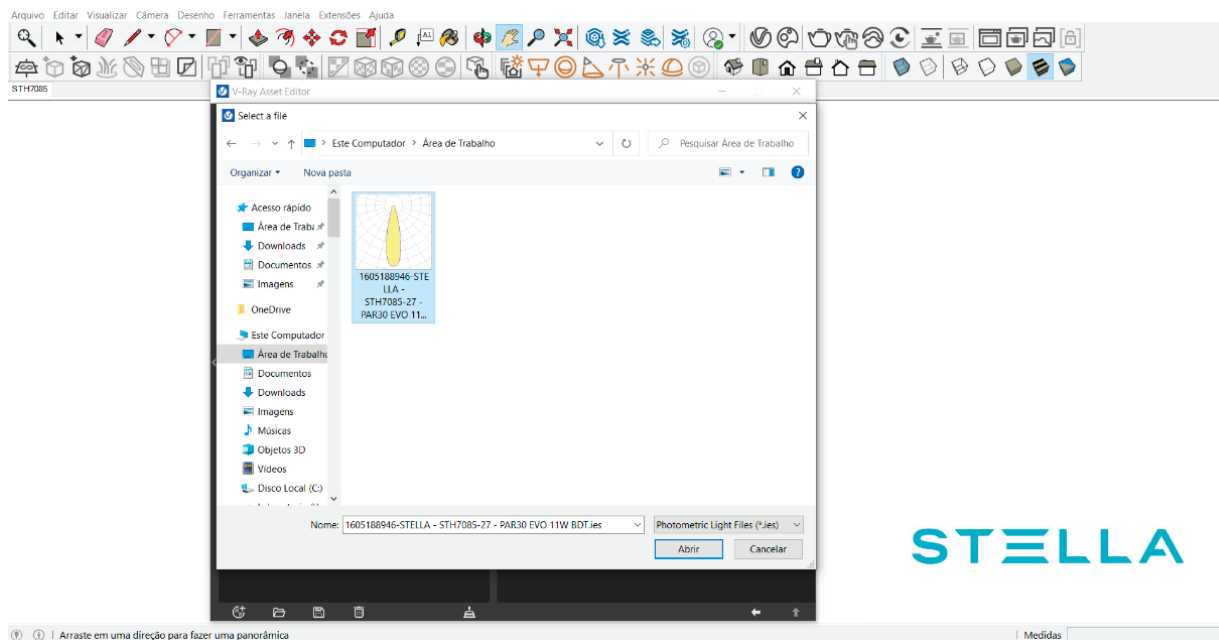 Arquivo Editar Visualizar Câmera Desenho Ferramentas Janela Extensões Ajuda
STH7085
V-Ray Asset Editor
Select a file
Este Computador > Área de Trabalho
Pesquisar Área de Trabalho
Organizar
Nova pasta
Acesso rápido
Área de Traba
Downloads
Documentos
Imagens
OneDrive
Este Computador
Área de Trabalho
Documentos
Downloads
Imagens
Músicas
Objetos 3D
Vídeos
Disco Local (C:)
1605188946-STE
LLA -
STH7085-27 -
PAR30 EVO 11...
Nome: 1605188946-STELLA - STH7085-27 - PAR30 EVO 11W BDT.ies
Photometric Light Files (*.ies)
Abrir
Cancelar
STELLA
Arraste em uma direção para fazer uma panorâmica
Medidas